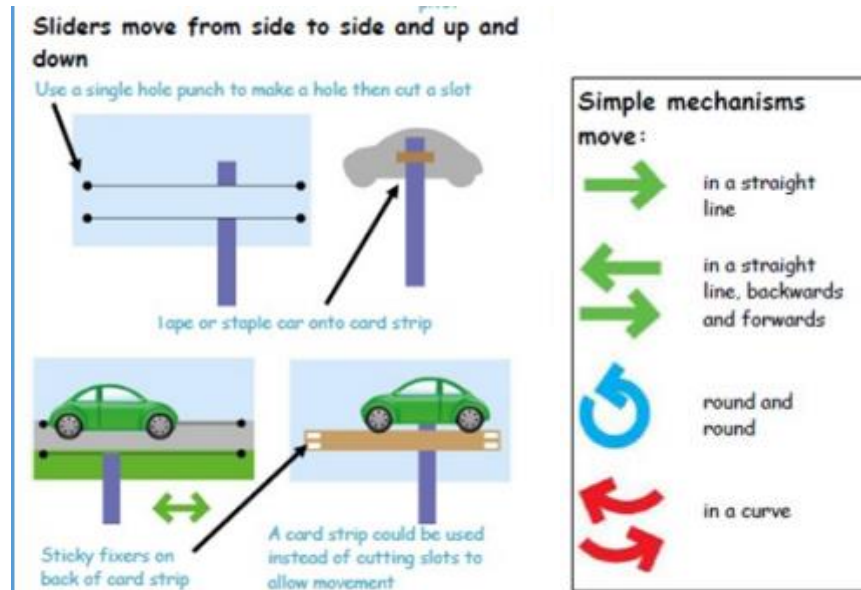 Sliders move from side to side and up and
down
Use a single hole punch to make a hole then cut a slot
Tape or staple car onto card strip
Sticky fixers on
back of card strip
A card strip could be used
instead of cutting slots to
allow movement
Simple mechanisms
move:
in a straight
line
in a straight
line, backwards
and forwards
round and
round
in a curve